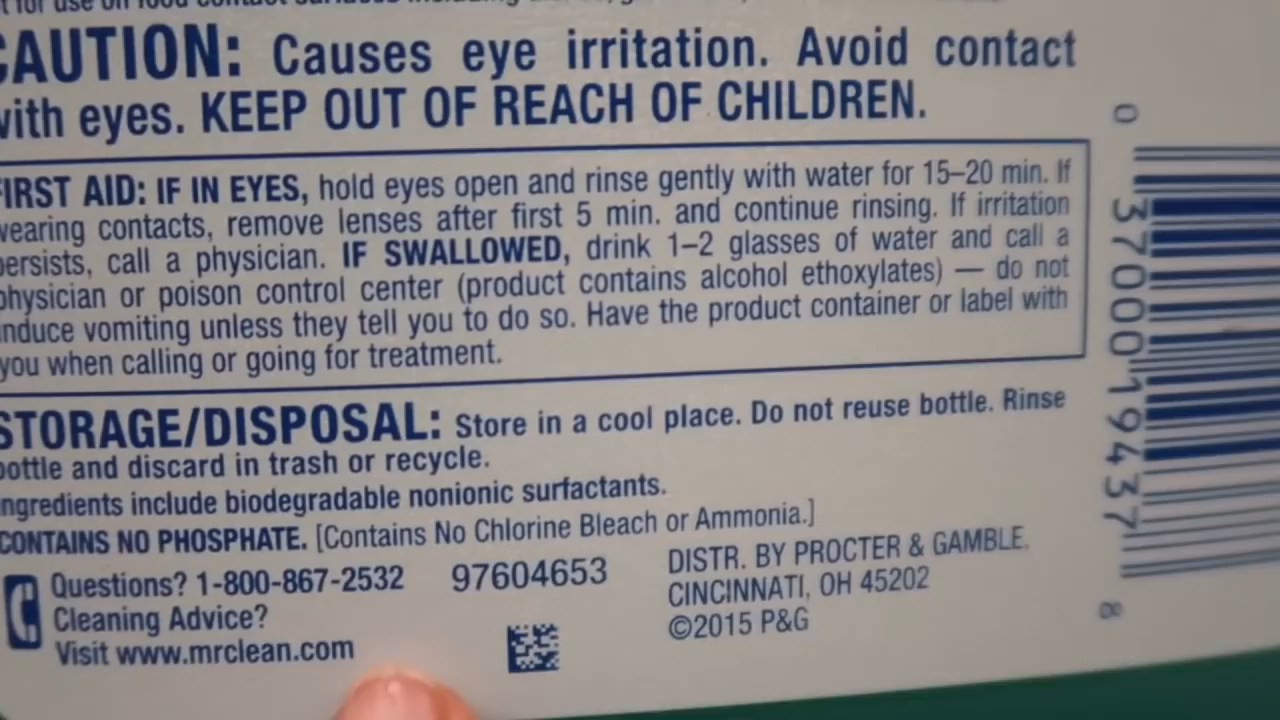 CAUTION: Causes eye irritation. Avoid contact
with eyes. KEEP OUT OF REACH OF CHILDREN.
FIRST AID: IF IN EYES, hold eyes open and rinse gently with water for 15–20 min. If
wearing contacts, remove lenses after first 5 min. and continue rinsing. If irritation
persists, call a physician. IF SWALLOWED, drink 1–2 glasses of water and call a
physician or poison control center (product contains alcohol ethoxylates) — do not
induce vomiting unless they tell you to do so. Have the product container or label with
you when calling or going for treatment.
STORAGE/DISPOSAL: Store in a cool place. Do not reuse bottle. Rinse
bottle and discard in trash or recycle.
Ingredients include biodegradable nonionic surfactants.
CONTAINS NO PHOSPHATE. [Contains No Chlorine Bleach or Ammonia.]
Questions? 1-800-867-2532
Cleaning Advice?
Visit www.mrclean.com
97604653
DISTR. BY PROCTER & GAMBLE,
CINCINNATI, OH 45202
©2015 P&G
0 37000 19437 8